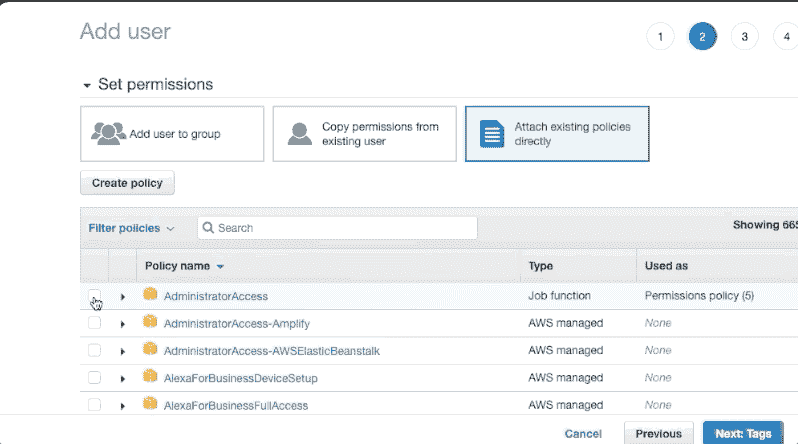 Add user
1 2 3 4
Set permissions
Add user to group
Copy permissions from
existing user
Attach existing policies
directly
Create policy
Filter policies
Search
Showing 665
Policy name Type Used as
AdministratorAccess Job function Permissions policy (5)
AdministratorAccess-Amplify AWS managed None
AdministratorAccess-AWSElasticBeanstalk AWS managed None
AlexaForBusinessDeviceSetup AWS managed None
AlexaForBusinessFullAccess AWS managed None
Cancel Previous Next: Tags